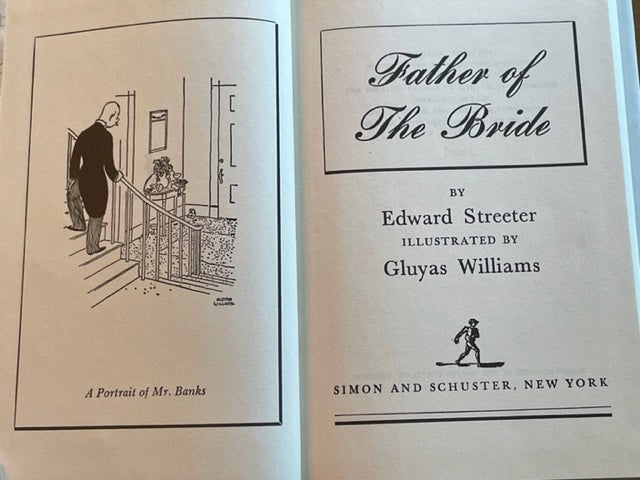 A Portrait of Mr. Banks
Father of
The Bride
BY
Edward Streeter
ILLUSTRATED BY
Gluyas Williams
SIMON AND SCHUSTER, NEW YORK